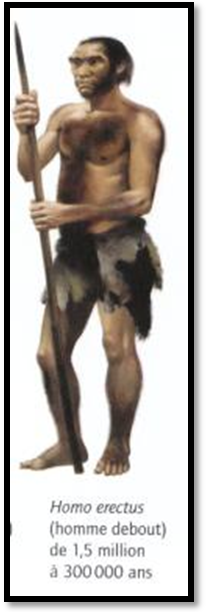 Homo erectus
(homme debout)
de 1,5 million
à 300 000 ans